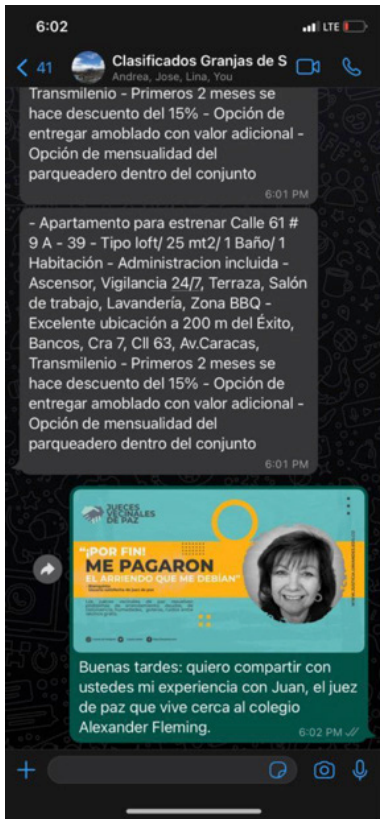 6:02
LTE
41
Clasificados Granjas de S
Andrea, Jose, Lina, You
Transmilenio - Primeros 2 meses se
hace descuento del 15% - Opción de
entregar amoblado con valor adicional -
Opción de mensualidad del
parqueadero dentro del conjunto
6:01 PM
- Apartamento para estrenar Calle 61 #
9 A - 39 - Tipo loft/ 25 mt2/ 1 Baño/ 1
Habitación - Administracion incluida -
Ascensor, Vigilancia 24/7, Terraza, Salón
de trabajo, Lavandería, Zona BBQ -
Excelente ubicación a 200 m del Éxito,
Bancos, Cra 7, Cll 63, Av.Caracas,
Transmilenio - Primeros 2 meses se
hace descuento del 15% - Opción de
entregar amoblado con valor adicional -
Opción de mensualidad del
parqueadero dentro del conjunto
6:01 PM
JUECES
VECINALES
DE PAZ
"¡POR FIN!
ME PAGARON
EL ARRIENDO QUE ME DEBÍAN"
Buenas tardes: quiero compartir con
ustedes mi experiencia con Juan, el juez
de paz que vive cerca al colegio
Alexander Fleming.
6:02 PM